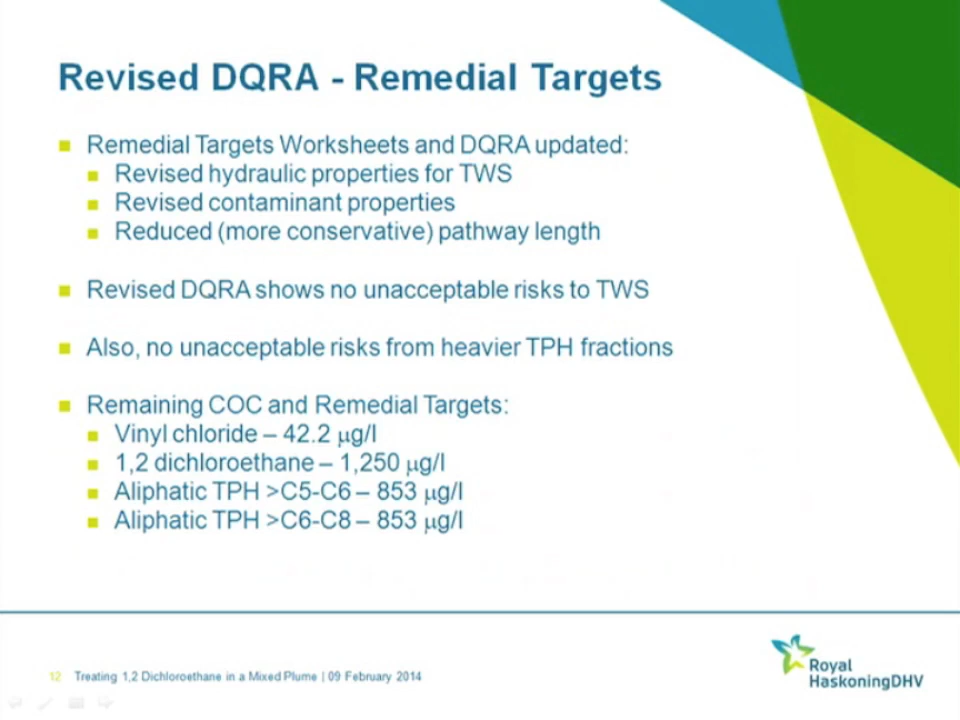 Revised DQRA - Remedial Targets
Remedial Targets Worksheets and DQRA updated:
Revised hydraulic properties for TWS
Revised contaminant properties
Reduced (more conservative) pathway length
Revised DQRA shows no unacceptable risks to TWS
Also, no unacceptable risks from heavier TPH fractions
Remaining COC and Remedial Targets:
Vinyl chloride – 42.2 µg/l
1,2 dichloroethane – 1,250 µg/l
Aliphatic TPH >C5-C6 – 853 µg/l
Aliphatic TPH >C6-C8 – 853 µg/l
12 Treating 1,2 Dichloroethane in a Mixed Plume | 09 February 2014
Royal
HaskoningDHV